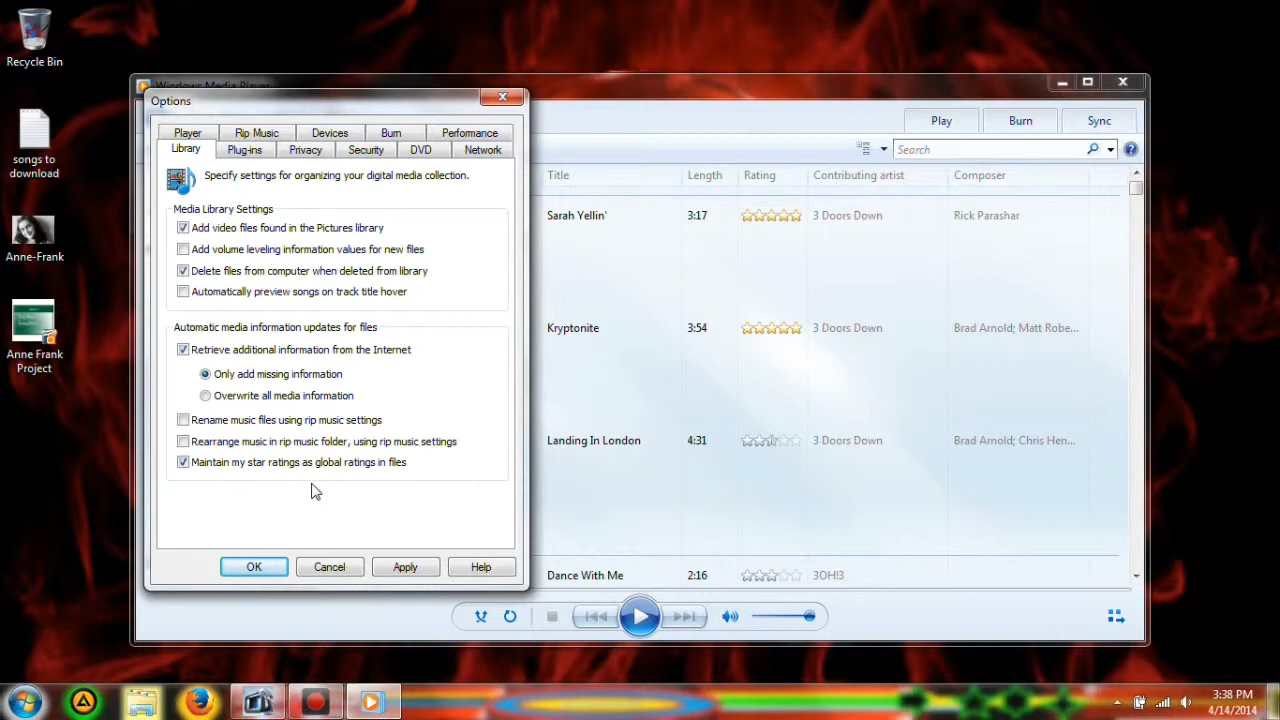 Recycle Bin
songs to
download
Anne-Frank
Anne Frank
Project
Windows Media Player
Options
Player
Rip Music
Devices
Burn
Performance
Library
Plug-ins
Privacy
Security
DVD
Network
Specify settings for organizing your digital media collection.
Media Library Settings
Add video files found in the Pictures library
Add volume leveling information values for new files
Delete files from computer when deleted from library
Automatically preview songs on track title hover
Automatic media information updates for files
Retrieve additional information from the Internet
Only add missing information
Overwrite all media information
Rename music files using rip music settings
Rearrange music in rip music folder, using rip music settings
Maintain my star ratings as global ratings in files
OK
Cancel
Apply
Help
Play
Burn
Sync
Search
Title
Length
Rating
Contributing artist
Composer
Sarah Yellin' 3:17 3 Doors Down Rick Parashar
Kryptonite 3:54 3 Doors Down Brad Arnold; Matt Robe...
Landing In London 4:31 3 Doors Down Brad Arnold; Chris Hen...
Dance With Me 2:16 3OH!3
3:38 PM
4/14/2014